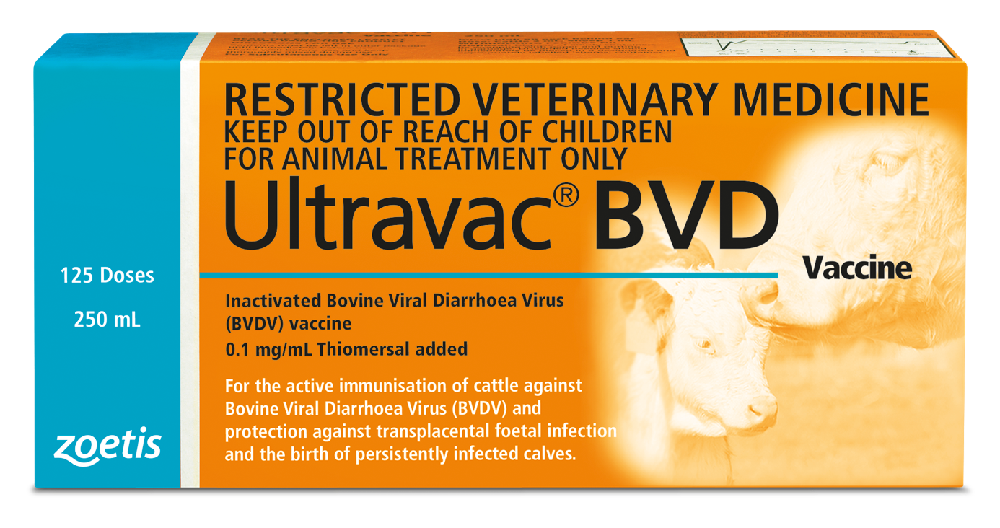 Vaccine 250 mL
RESTRICTED VETERINARY MEDICINE
KEEP OUT OF REACH OF CHILDREN
FOR ANIMAL TREATMENT ONLY
Ultravac® BVD
Vaccine
125 Doses
250 mL
Inactivated Bovine Viral Diarrhoea Virus
(BVDV) vaccine
0.1 mg/mL Thiomersal added
For the active immunisation of cattle against
Bovine Viral Diarrhoea Virus (BVDV) and
protection against transplacental foetal infection
and the birth of persistently infected calves.
zoetis